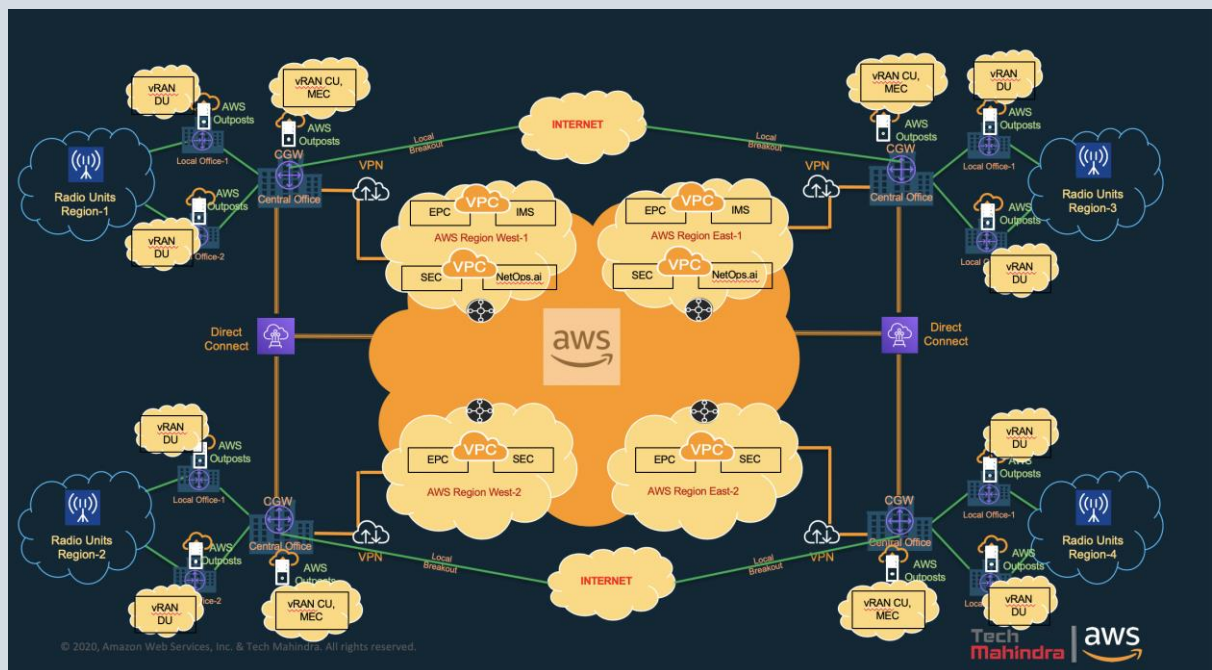 vRAN
DU
vRAN CU,
MEC
AWS
Outposts
AWS
Outposts
Local Office-1
CGW
Central Office
Radio Units
Region-1
AWS
Outposts
vRAN
DU
Office-2
VPN
Local
Breakout
INTERNET
Local
Breakout
VPN
vRAN CU,
MEC
vRAN
DU
AWS
Outposts
AWS
Outposts
CGW
Central Office
Local Office-1
Radio Units
Region-3
AWS
Outposts
Local
vRAN
DU
EPC
VPC
IMS
AWS Region West-1
SEC
VPC
NetOps.ai
EPC
VPC
IMS
AWS Region East-1
SEC
VPC
NetOps.ai
Direct
Connect
aws
Direct
Connect
EPC
VPC
SEC
AWS Region West-2
EPC
VPC
SEC
AWS Region East-2
vRAN
DU
AWS
Outposts
Local Office-1
CGW
Central Office
Radio Units
Region-2
AWS
Outposts
Office-2
vRAN
DU
AWS
Outposts
vRAN CU,
MEC
VPN
Local
Breakout
INTERNET
Local
Breakout
VPN
CGW
Central Office
AWS
Outposts
vRAN CU,
MEC
vRAN
DU
AWS
Outposts
Local Office-1
Radio Units
Region-4
AWS
Outposts
Local
vRAN
DU
© 2020, Amazon Web Services, Inc. & Tech Mahindra. All rights reserved.
Tech
Mahindra
aws